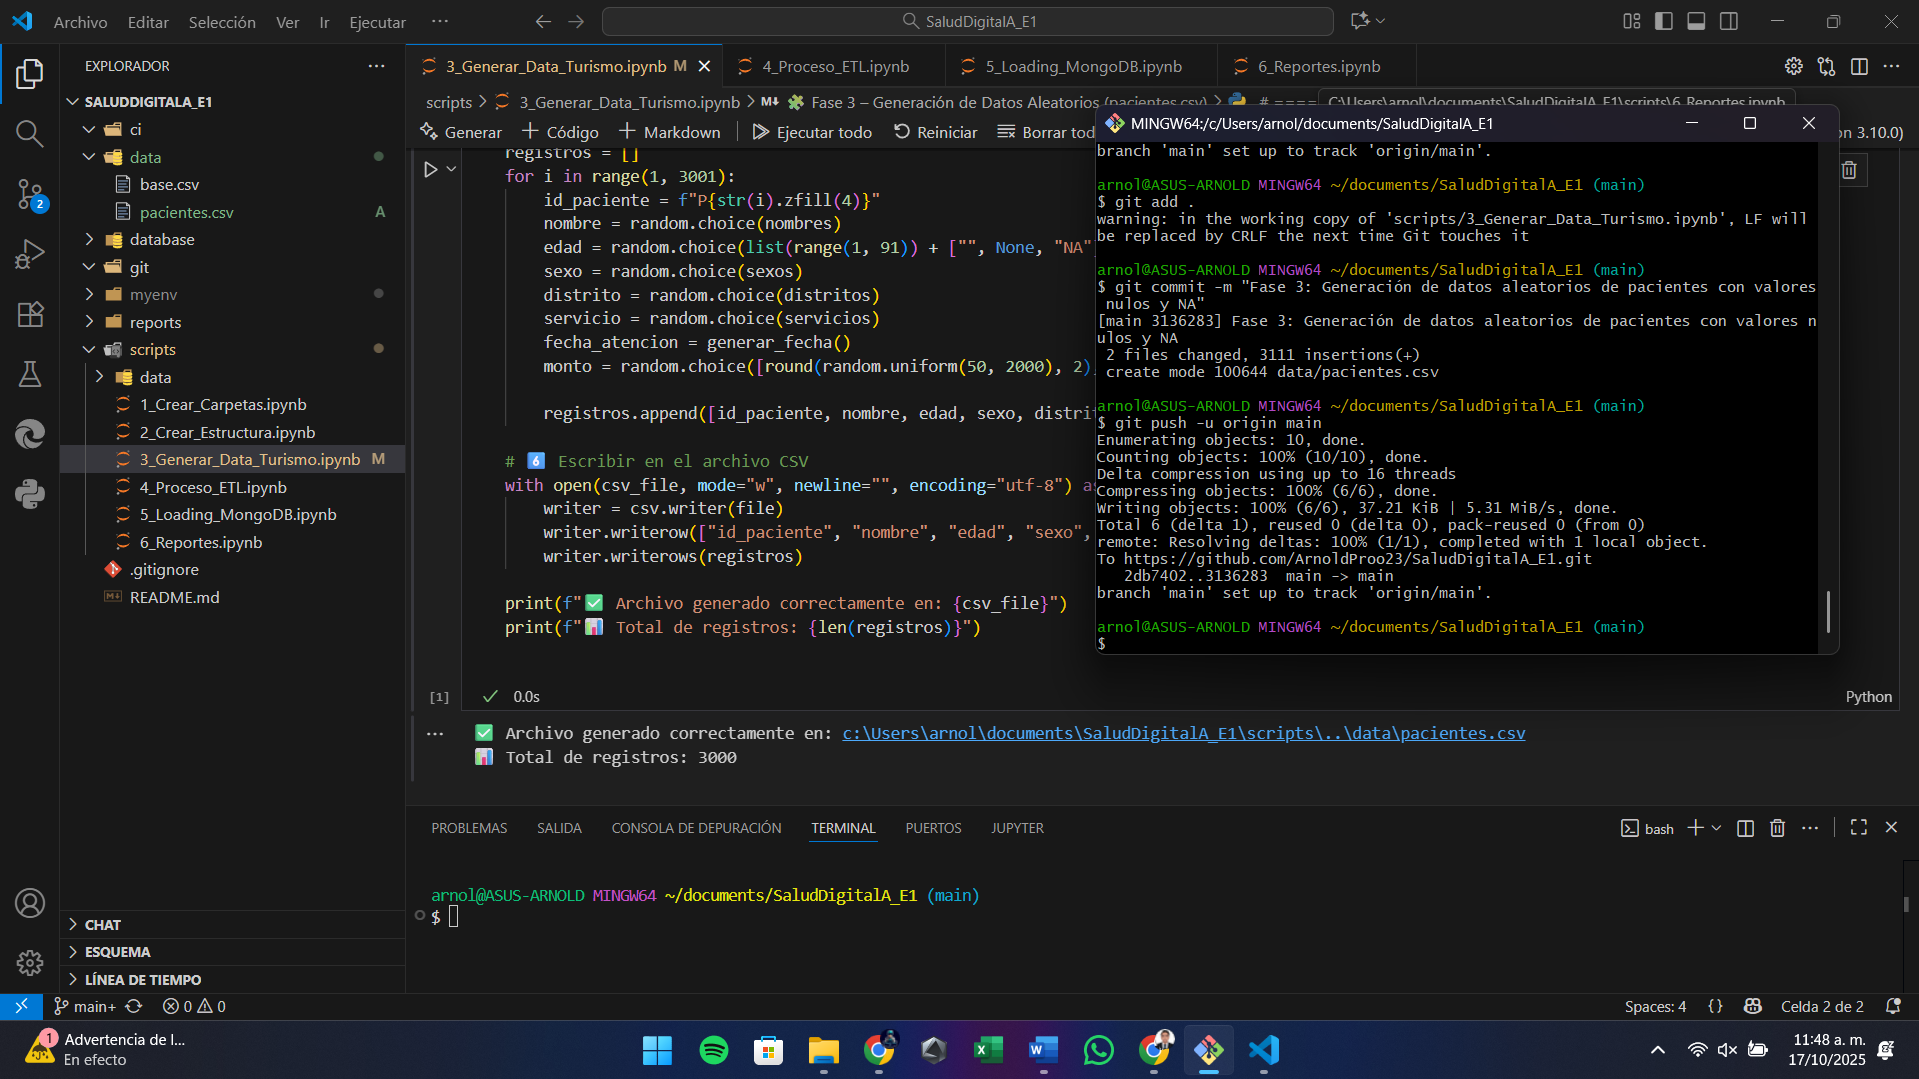 Archivo Editar Selección Ver Ir Ejecutar ··· SaludDigitalA_E1
EXPLORADOR
SALUDDIGITALA_E1
ci
data
base.csv
pacientes.csv A
database
git
myenv
reports
scripts
data
1_Crear_Carpetas.ipynb
2_Crear_Estructura.ipynb
3_Generar_Data_Turismo.ipynb M
4_Proceso_ETL.ipynb
5_Loading_MongoDB.ipynb
6_Reportes.ipynb
.gitignore
README.md
CHAT
ESQUEMA
LÍNEA DE TIEMPO
2
3_Generar_Data_Turismo.ipynb M 4_Proceso_ETL.ipynb 5_Loading_MongoDB.ipynb 6_Reportes.ipynb
scripts > 3_Generar_Data_Turismo.ipynb > M↓ Fase 3 – Generación de Datos Aleatorios (pacientes.csv) > # ====
C:\Users\arnol\documents\SaludDigitalA_E1\scripts\6_Reportes.ipynb
Generar + Código + Markdown Ejecutar todo Reiniciar Borrar tod
on 3.10.0)
registros = []
for i in range(1, 3001):
id_paciente = f"P{str(i).zfill(4)}"
nombre = random.choice(nombres)
edad = random.choice(list(range(1, 91)) + ["", None, "NA"
sexo = random.choice(sexos)
distrito = random.choice(distritos)
servicio = random.choice(servicios)
fecha_atencion = generar_fecha()
monto = random.choice([round(random.uniform(50, 2000), 2)
registros.append([id_paciente, nombre, edad, sexo, distri
# 6 Escribir en el archivo CSV
with open(csv_file, mode="w", newline="", encoding="utf-8") as
writer = csv.writer(file)
writer.writerow(["id_paciente", "nombre", "edad", "sexo",
writer.writerows(registros)
print(f"✅ Archivo generado correctamente en: {csv_file}")
print(f"📊 Total de registros: {len(registros)}")
[1] ✓ 0.0s
Python
··· ✅ Archivo generado correctamente en: c:\Users\arnol\documents\SaludDigitalA_E1\scripts\..\data\pacientes.csv
📊 Total de registros: 3000
MINGW64:/c/Users/arnol/documents/SaludDigitalA_E1
branch 'main' set up to track 'origin/main'.
arnol@ASUS-ARNOLD MINGW64 ~/documents/SaludDigitalA_E1 (main)
$ git add .
warning: in the working copy of 'scripts/3_Generar_Data_Turismo.ipynb', LF will
be replaced by CRLF the next time Git touches it
arnol@ASUS-ARNOLD MINGW64 ~/documents/SaludDigitalA_E1 (main)
$ git commit -m "Fase 3: Generación de datos aleatorios de pacientes con valores
nulos y NA"
[main 3136283] Fase 3: Generación de datos aleatorios de pacientes con valores n
ulos y NA
2 files changed, 3111 insertions(+)
create mode 100644 data/pacientes.csv
arnol@ASUS-ARNOLD MINGW64 ~/documents/SaludDigitalA_E1 (main)
$ git push -u origin main
Enumerating objects: 10, done.
Counting objects: 100% (10/10), done.
Delta compression using up to 16 threads
Compressing objects: 100% (6/6), done.
Writing objects: 100% (6/6), 37.21 KiB | 5.31 MiB/s, done.
Total 6 (delta 1), reused 0 (delta 0), pack-reused 0 (from 0)
remote: Resolving deltas: 100% (1/1), completed with 1 local object.
To https://github.com/ArnoldProo23/SaludDigitalA_E1.git
2db7402..3136283 main -> main
branch 'main' set up to track 'origin/main'.
arnol@ASUS-ARNOLD MINGW64 ~/documents/SaludDigitalA_E1 (main)
$
PROBLEMAS SALIDA CONSOLA DE DEPURACIÓN TERMINAL PUERTOS JUPYTER
bash
arnol@ASUS-ARNOLD MINGW64 ~/documents/SaludDigitalA_E1 (main)
$
main+ 0 0 Spaces: 4 {} Celda 2 de 2
1 Advertencia de l...
En efecto
11:48 a. m.
17/10/2025